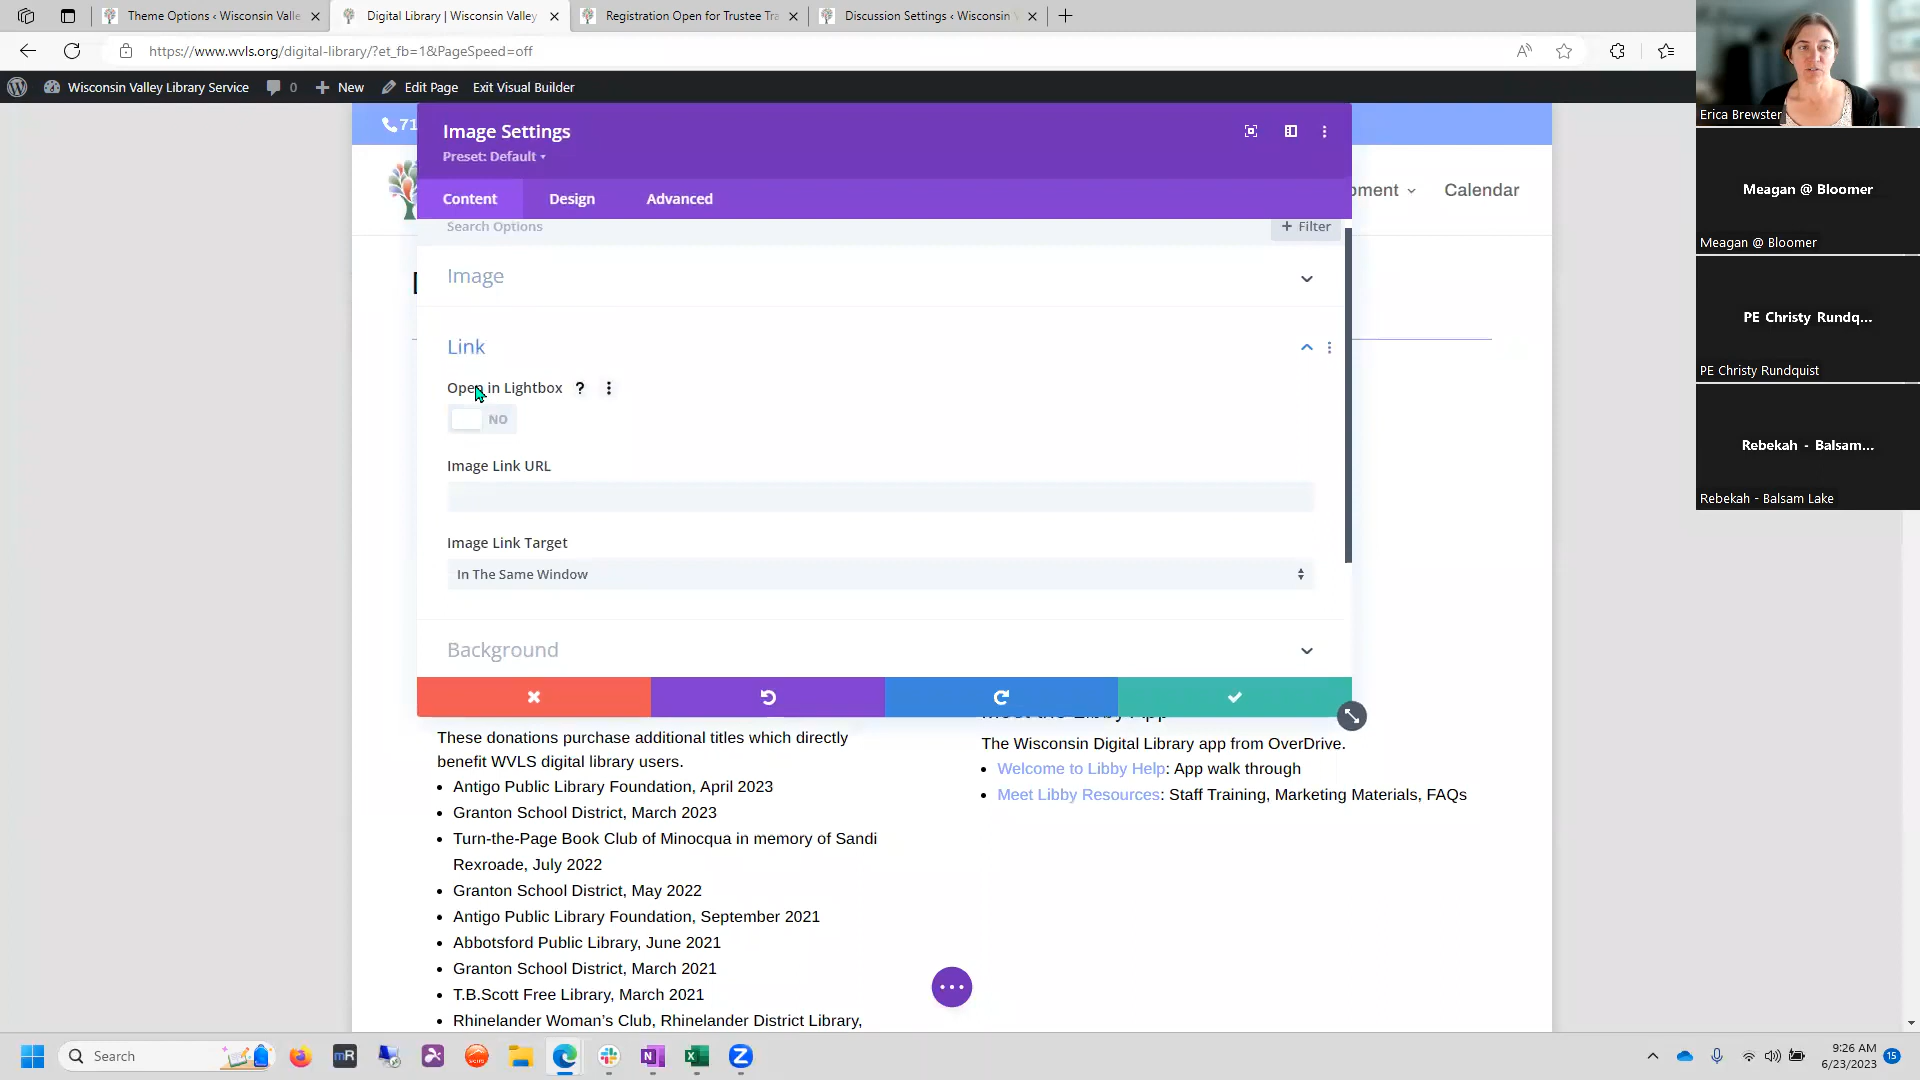 Theme Options ‹ Wisconsin Valle
Digital Library | Wisconsin Valley
Registration Open for Trustee Tra
Discussion Settings ‹ Wisconsin
https://www.wvls.org/digital-library/?et_fb=1&PageSpeed=off
Wisconsin Valley Library Service
0
New
Edit Page
Exit Visual Builder
71
Image Settings
Preset: Default
Content
Design
Advanced
Search Options
+ Filter
pment
Calendar
Image
Link
Open in Lightbox ?
NO
Image Link URL
Image Link Target
In The Same Window
Background
Meet the Libby App
These donations purchase additional titles which directly
benefit WVLS digital library users.
• Antigo Public Library Foundation, April 2023
• Granton School District, March 2023
• Turn-the-Page Book Club of Minocqua in memory of Sandi
Rexroade, July 2022
• Granton School District, May 2022
• Antigo Public Library Foundation, September 2021
• Abbotsford Public Library, June 2021
• Granton School District, March 2021
• T.B.Scott Free Library, March 2021
• Rhinelander Woman’s Club, Rhinelander District Library,
The Wisconsin Digital Library app from OverDrive.
• Welcome to Libby Help: App walk through
• Meet Libby Resources: Staff Training, Marketing Materials, FAQs
Erica Brewster
Meagan @ Bloomer
Meagan @ Bloomer
PE Christy Rundq...
PE Christy Rundquist
Rebekah - Balsam...
Rebekah - Balsam Lake
Search
mR
9:26 AM
6/23/2023
15